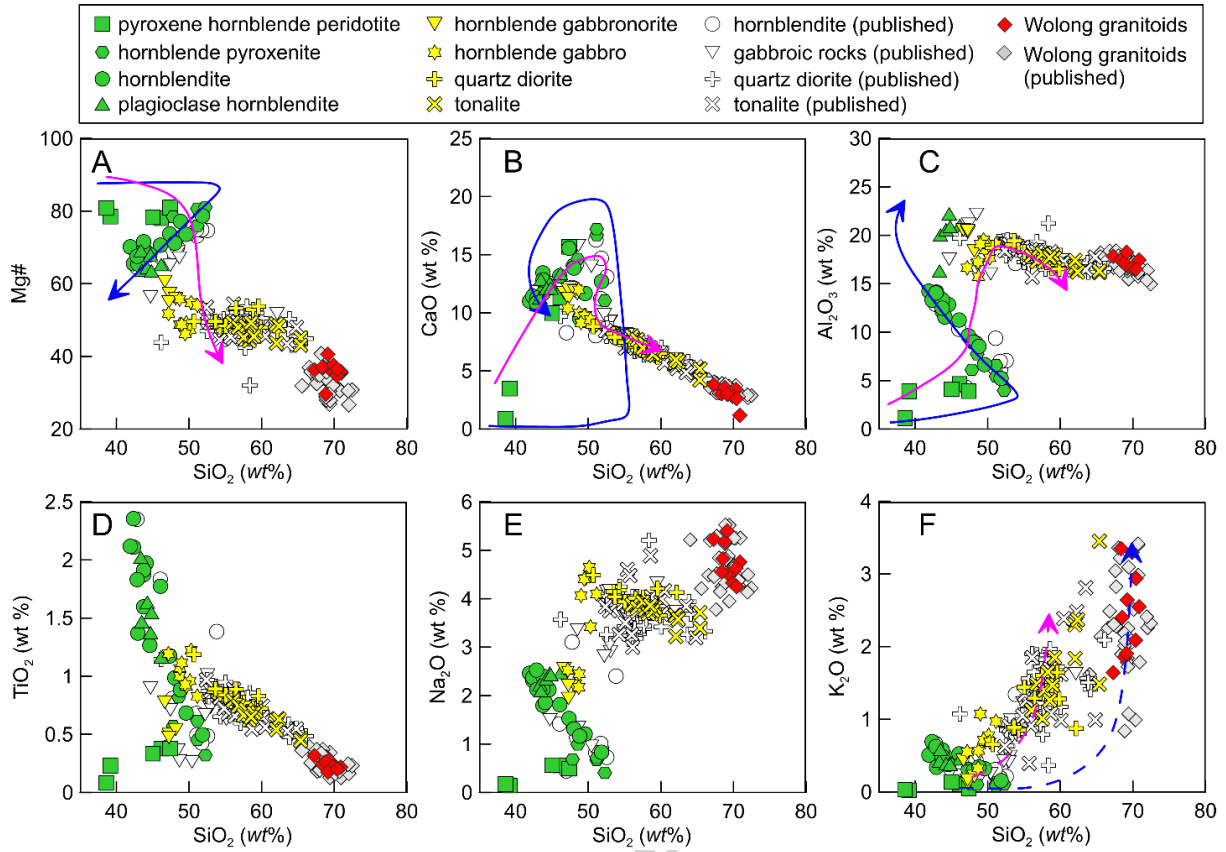 pyroxene hornblende peridotite
hornblende pyroxenite
hornblendite
plagioclase hornblendite
hornblende gabbronorite
hornblende gabbro
quartz diorite
tonalite
hornblendite (published)
gabbroic rocks (published)
quartz diorite (published)
tonalite (published)
Wolong granitoids
Wolong granitoids
(published)
A
Mg#
100
80
60
40
20
40 50 60 70 80
SiO₂ (wt%)
B
CaO (wt %)
25
20
15
10
5
0
40 50 60 70 80
SiO₂ (wt%)
C
Al₂O₃ (wt %)
30
25
20
15
10
5
0
40 50 60 70 80
SiO₂ (wt%)
D
TiO₂ (wt %)
2.5
2
1.5
1
0.5
0
40 50 60 70 80
SiO₂ (wt%)
E
Na₂O (wt %)
6
5
4
3
2
1
0
40 50 60 70 80
SiO₂ (wt%)
F
K₂O (wt %)
4
3
2
1
0
40 50 60 70 80
SiO₂ (wt%)